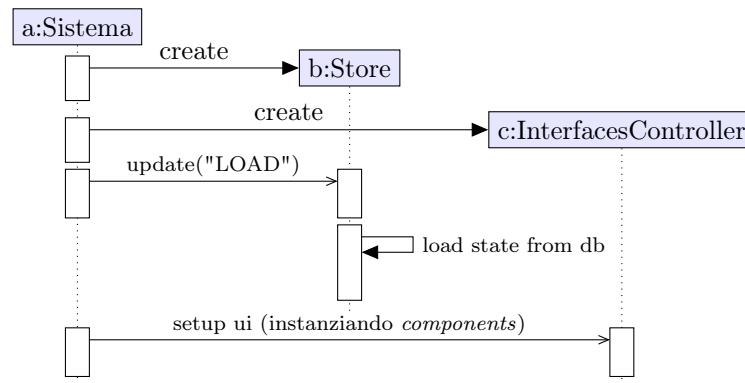 a:Sistema
create
b:Store
create
c:InterfacesController
update("LOAD")
load state from db
setup ui (instanziando components)